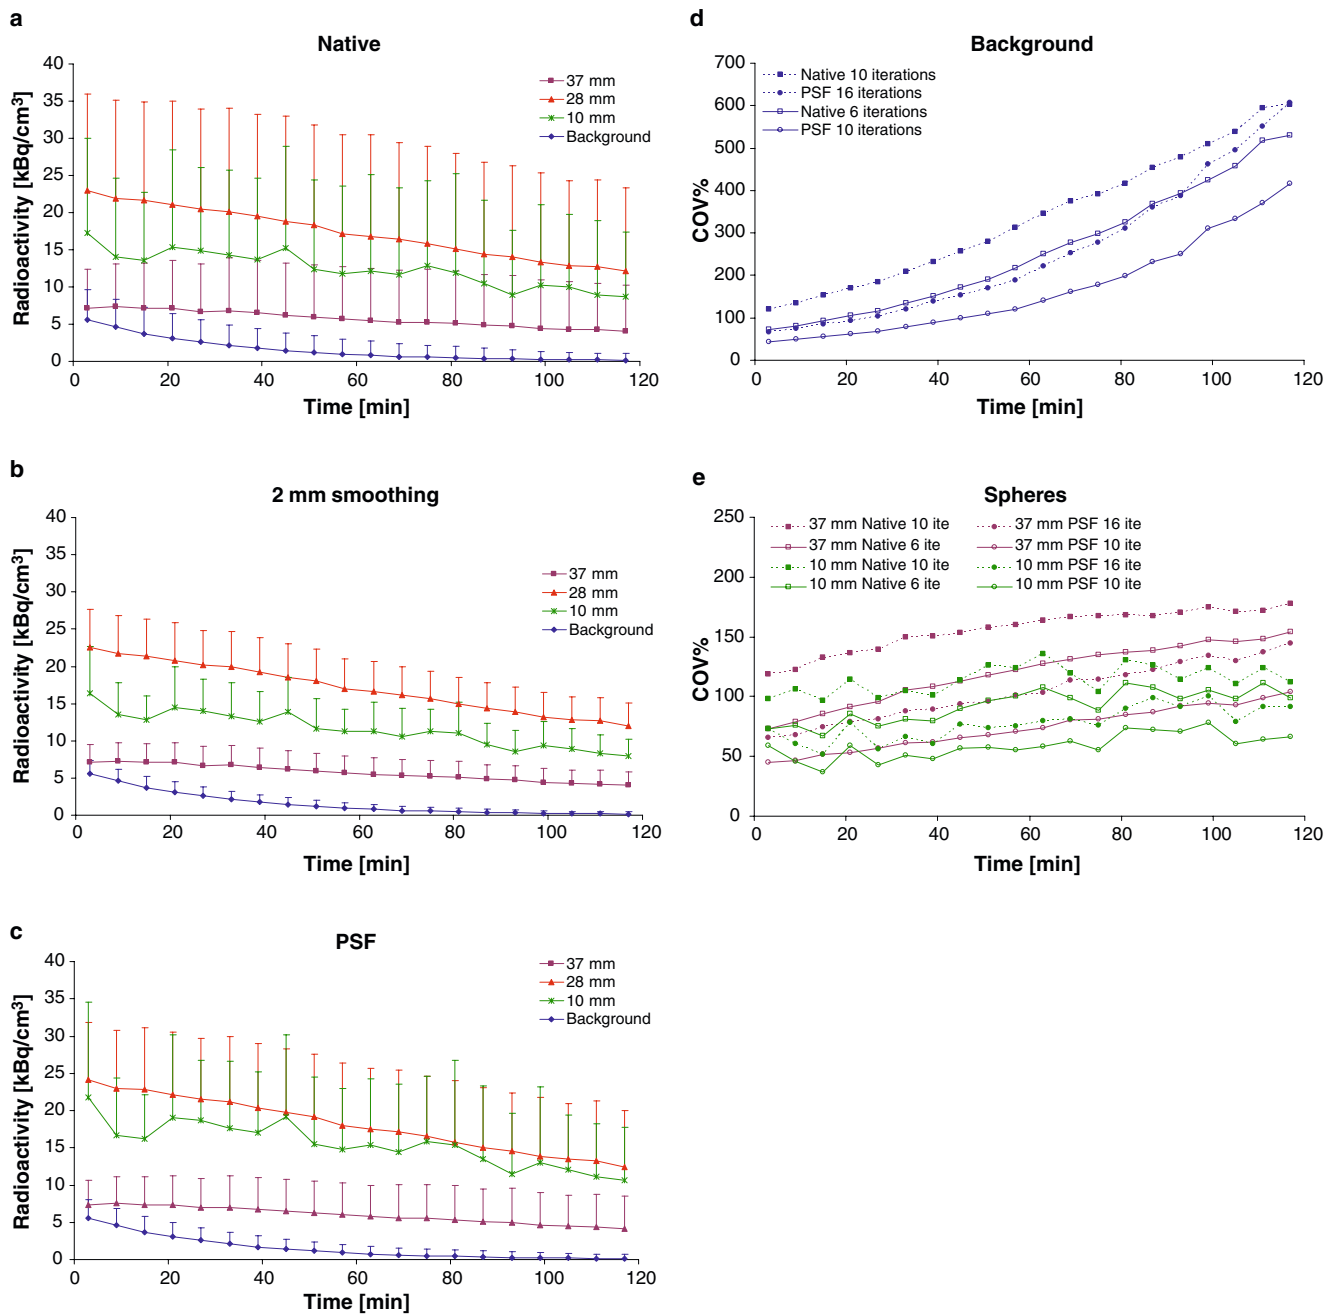 a
Native
40
35
30
25
20
15
10
5
0
Radioactivity [kBq/cm³]
37 mm
28 mm
10 mm
Background
0 20 40 60 80 100 120
Time [min]
b
2 mm smoothing
40
35
30
25
20
15
10
5
0
Radioactivity [kBq/cm³]
37 mm
28 mm
10 mm
Background
0 20 40 60 80 100 120
Time [min]
c
PSF
40
35
30
25
20
15
10
5
0
Radioactivity [kBq/cm³]
37 mm
28 mm
10 mm
Background
0 20 40 60 80 100 120
Time [min]
d
Background
700
600
500
400
300
200
100
0
COV%
Native 10 iterations
PSF 16 iterations
Native 6 iterations
PSF 10 iterations
0 20 40 60 80 100 120
Time [min]
e
Spheres
250
200
150
100
50
0
COV%
37 mm Native 10 ite
37 mm Native 6 ite
10 mm Native 10 ite
10 mm Native 6 ite
37 mm PSF 16 ite
37 mm PSF 10 ite
10 mm PSF 16 ite
10 mm PSF 10 ite
0 20 40 60 80 100 120
Time [min]